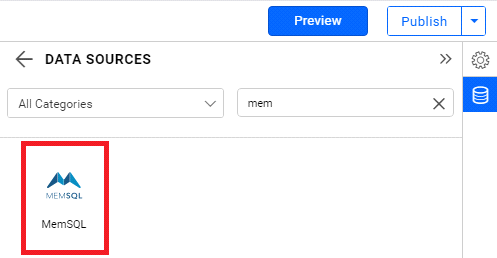 Preview
Publish
DATA SOURCES
All Categories
mem
MEMSQL
MemSQL